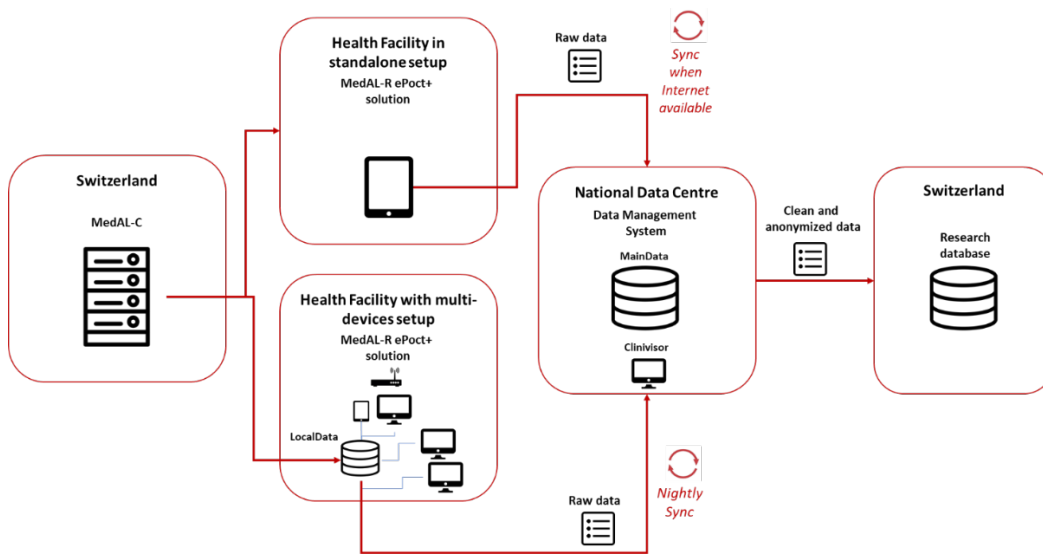 Switzerland
MedAL-C
Health Facility in
standalone setup
MedAL-R ePoct+
solution
Health Facility with multi-
devices setup
MedAL-R ePoct+
solution
LocalData
Raw data
Sync
when
Internet
available
National Data Centre
Data Management
System
MainData
Clinivisor
Raw data
Nightly
Sync
Clean and
anonymized data
Switzerland
Research
database